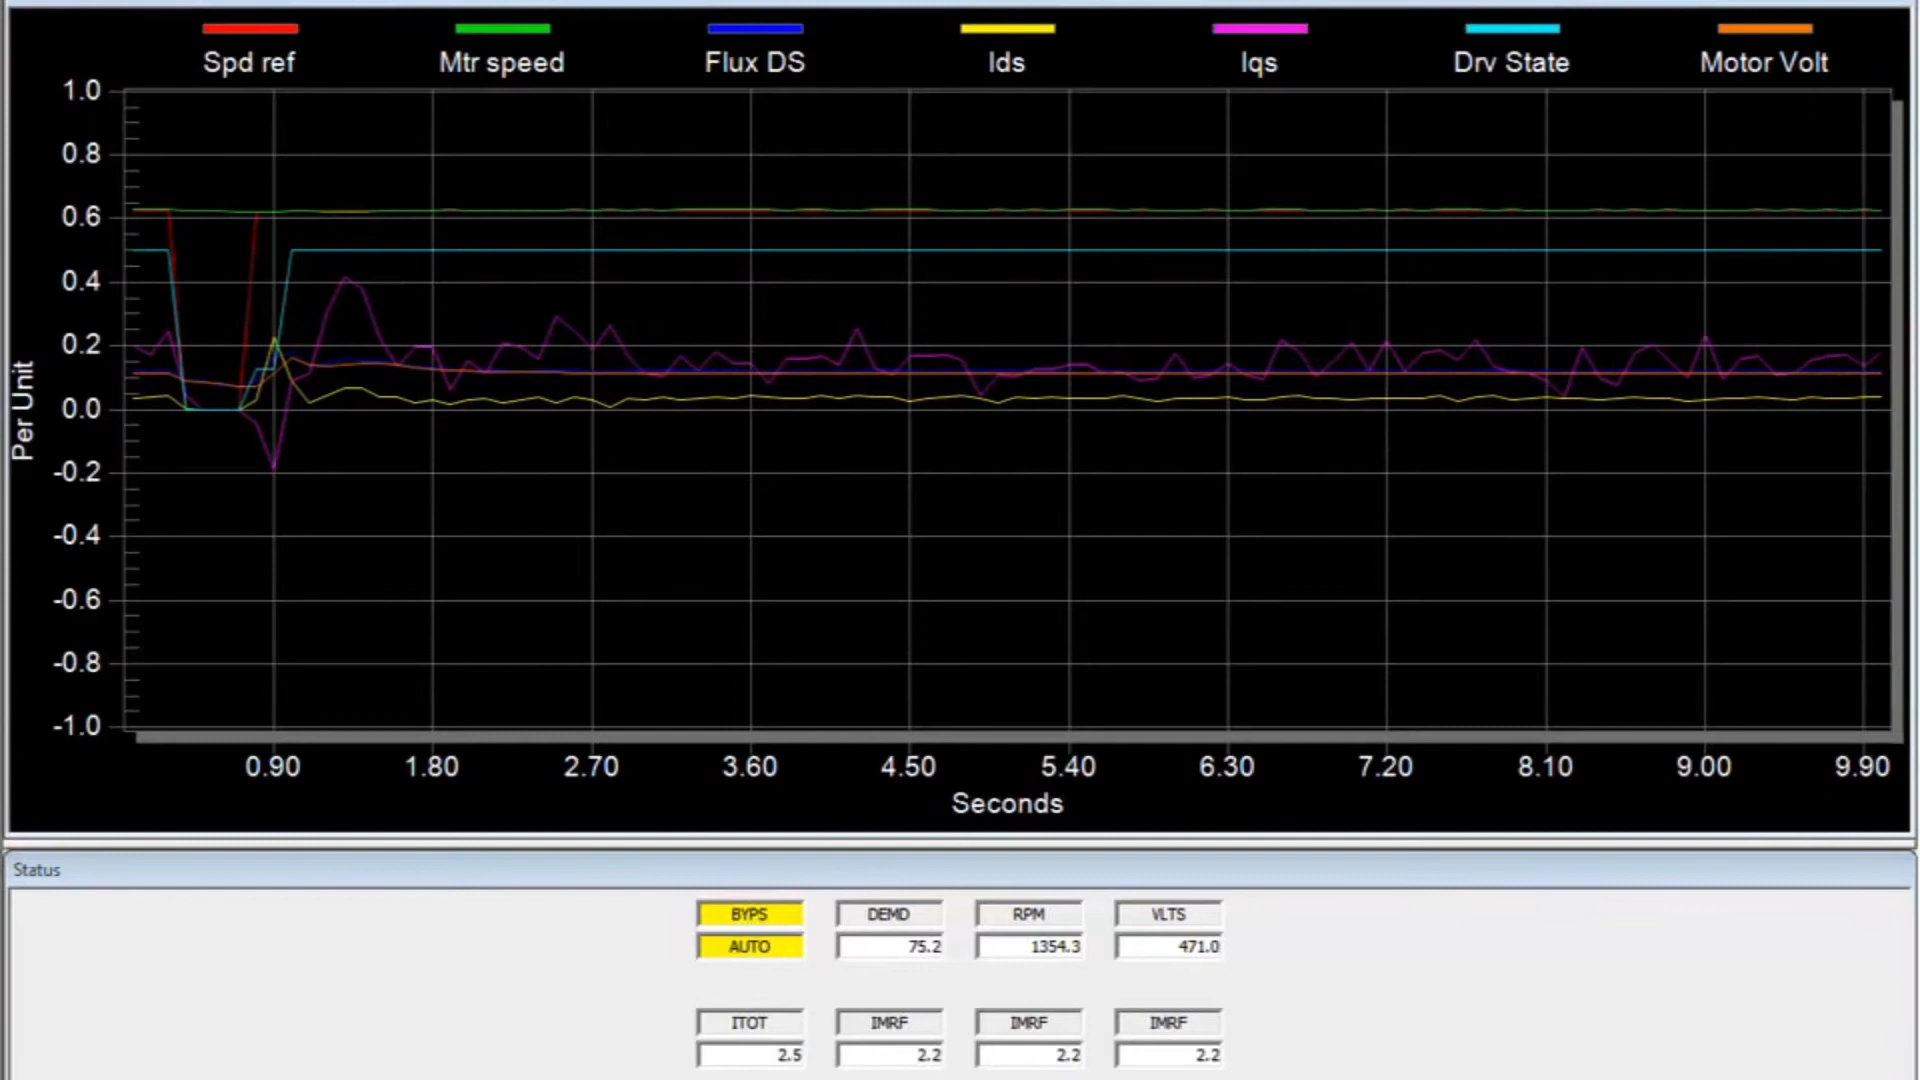 Spd ref Mtr speed Flux DS Ids Iqs Drv State Motor Volt
1.0
0.8
0.6
0.4
0.2
0.0
-0.2
-0.4
-0.6
-0.8
-1.0
Per Unit
0.90 1.80 2.70 3.60 4.50 5.40 6.30 7.20 8.10 9.00 9.90
Seconds
Status
BYPS DEMD RPM VLTS
AUTO 75.2 1354.3 471.0
ITOT IMRF IMRF IMRF
2.5 2.2 2.2 2.2